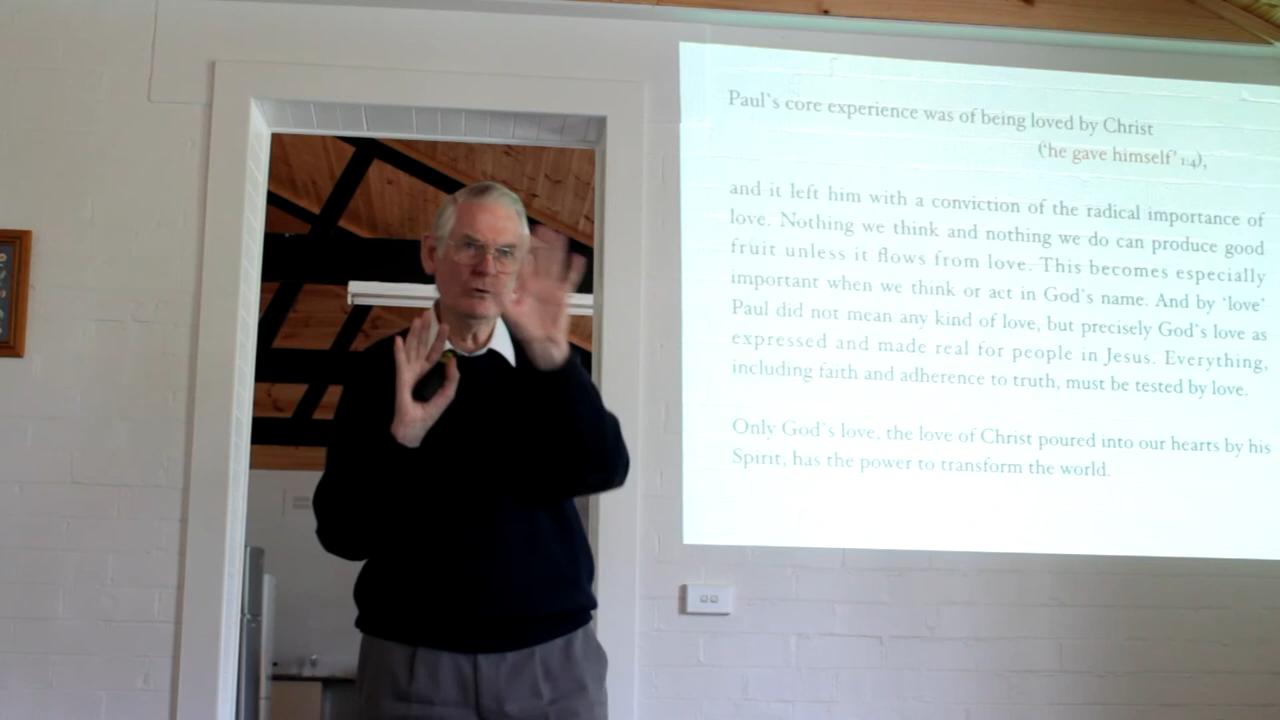 Paul's core experience was of being loved by Christ
('he gave himself' 1:4),
and it left him with a conviction of the radical importance of
love. Nothing we think and nothing we do can produce good
fruit unless it flows from love. This becomes especially
important when we think or act in God's name. And by 'love'
Paul did not mean any kind of love, but precisely God's love as
expressed and made real for people in Jesus. Everything,
including faith and adherence to truth, must be tested by love.
Only God's love, the love of Christ poured into our hearts by his
Spirit, has the power to transform the world.